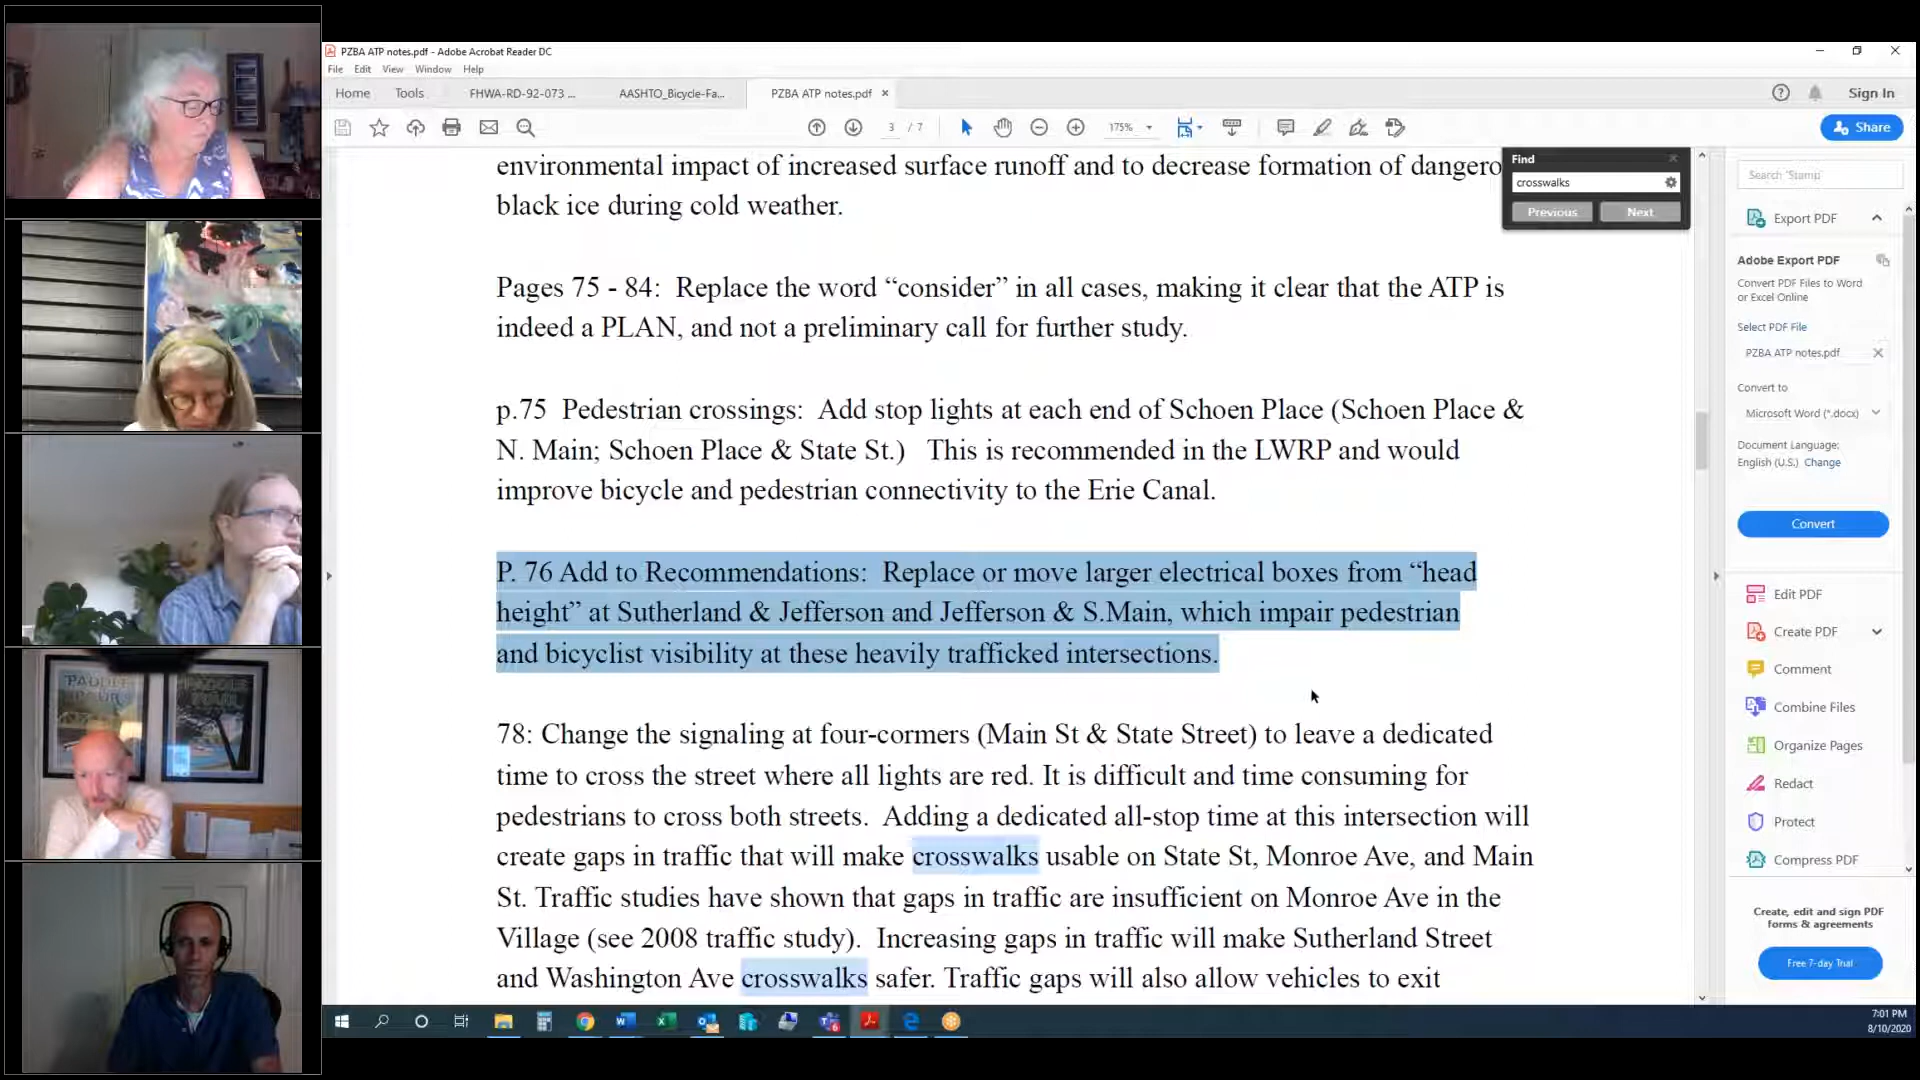 PZBA ATP notes.pdf - Adobe Acrobat Reader DC
File Edit View Window Help
Home Tools FHWA-RD-92-073 ... AASHTO_Bicycle-Fa... PZBA ATP notes.pdf ×
Sign In
3 / 7 175% Share
Find
crosswalks
Previous Next
environmental impact of increased surface runoff and to decrease formation of dangero
black ice during cold weather.
Pages 75 - 84: Replace the word “consider” in all cases, making it clear that the ATP is
indeed a PLAN, and not a preliminary call for further study.
p.75 Pedestrian crossings: Add stop lights at each end of Schoen Place (Schoen Place &
N. Main; Schoen Place & State St.) This is recommended in the LWRP and would
improve bicycle and pedestrian connectivity to the Erie Canal.
P. 76 Add to Recommendations: Replace or move larger electrical boxes from “head
height” at Sutherland & Jefferson and Jefferson & S.Main, which impair pedestrian
and bicyclist visibility at these heavily trafficked intersections.
78: Change the signaling at four-cormers (Main St & State Street) to leave a dedicated
time to cross the street where all lights are red. It is difficult and time consuming for
pedestrians to cross both streets. Adding a dedicated all-stop time at this intersection will
create gaps in traffic that will make crosswalks usable on State St, Monroe Ave, and Main
St. Traffic studies have shown that gaps in traffic are insufficient on Monroe Ave in the
Village (see 2008 traffic study). Increasing gaps in traffic will make Sutherland Street
and Washington Ave crosswalks safer. Traffic gaps will also allow vehicles to exit
Search 'Stamp'
Export PDF
Adobe Export PDF
Convert PDF Files to Word
or Excel Online
Select PDF File
PZBA ATP notes.pdf
Convert to
Microsoft Word (*.docx)
Document Language:
English (U.S.) Change
Convert
Edit PDF
Create PDF
Comment
Combine Files
Organize Pages
Redact
Protect
Compress PDF
Create, edit and sign PDF
forms & agreements
Free 7-day Trial
7:01 PM
8/10/2020